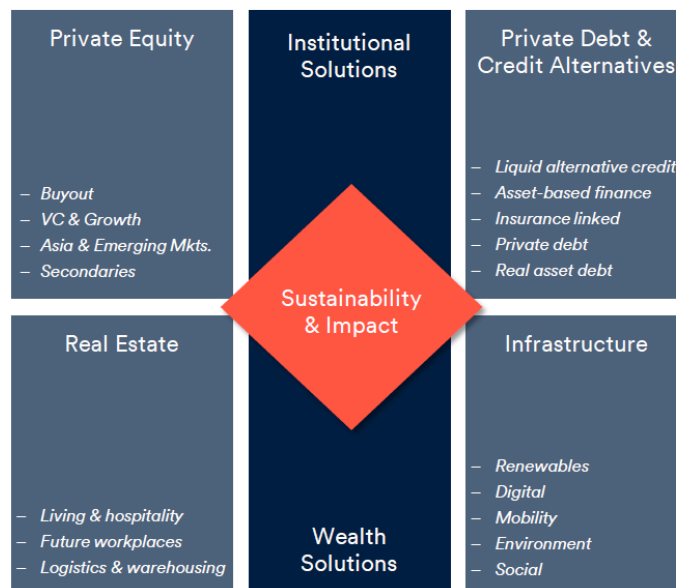 Private Equity
– Buyout
– VC & Growth
– Asia & Emerging Mkts.
– Secondaries
Institutional
Solutions
Private Debt &
Credit Alternatives
– Liquid alternative credit
– Asset-based finance
– Insurance linked
– Private debt
– Real asset debt
Sustainability
& Impact
Real Estate
– Living & hospitality
– Future workplaces
– Logistics & warehousing
Wealth
Solutions
Infrastructure
– Renewables
– Digital
– Mobility
– Environment
– Social